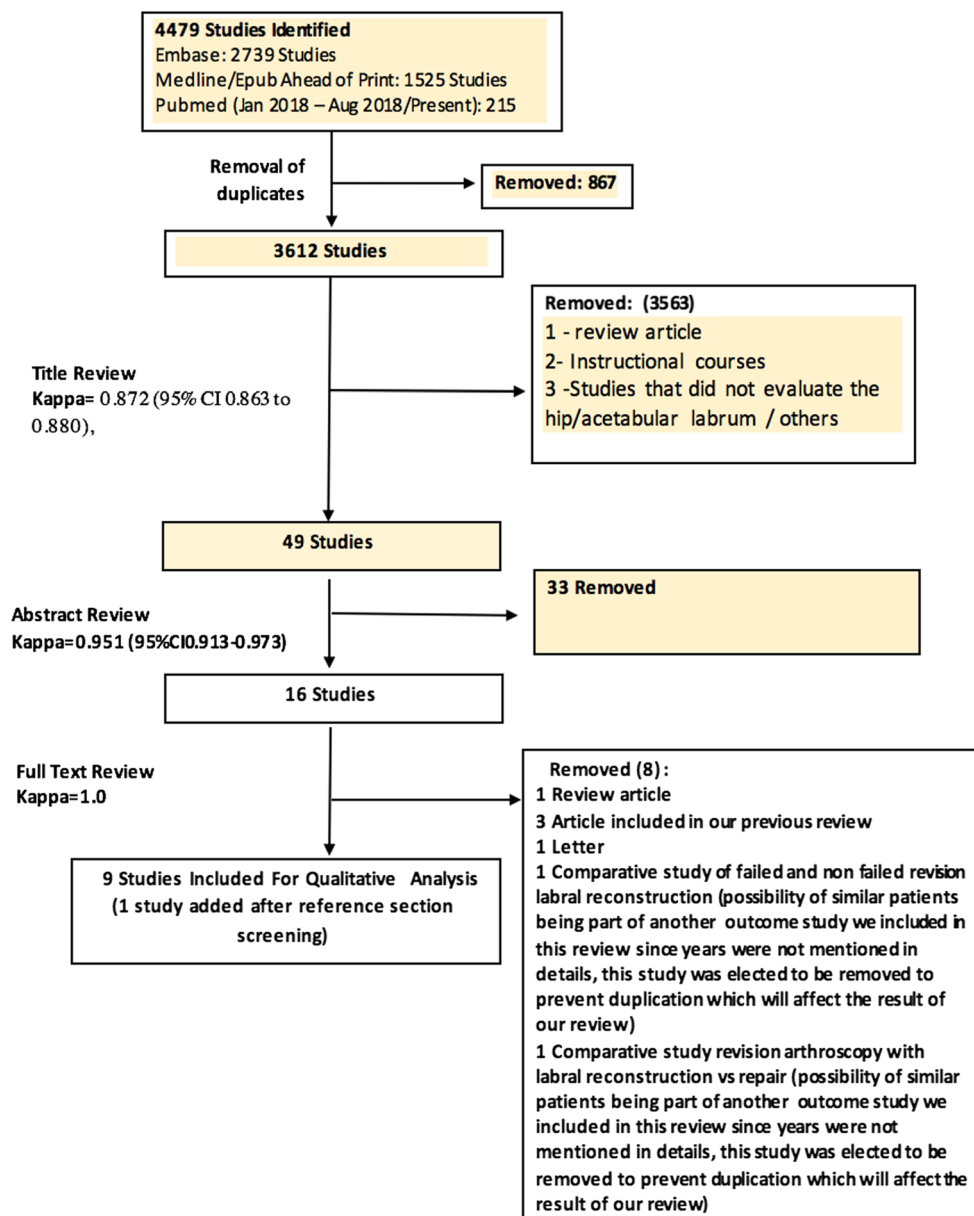 4479 Studies Identified
Embase: 2739 Studies
Medline/Epub Ahead of Print: 1525 Studies
Pubmed (Jan 2018 – Aug 2018/Present): 215
Removal of
duplicates
Removed: 867
3612 Studies
Removed: (3563)
1 - review article
2- Instructional courses
3 -Studies that did not evaluate the
hip/acetabular labrum / others
Title Review
Kappa= 0.872 (95% CI 0.863 to
0.880),
49 Studies
33 Removed
Abstract Review
Kappa=0.951 (95%CI0.913-0.973)
16 Studies
Full Text Review
Kappa=1.0
Removed (8) :
1 Review article
3 Article included in our previous review
1 Letter
1 Comparative study of failed and non failed revision
labral reconstruction (possibility of similar patients
being part of another outcome study we included in
this review since years were not mentioned in
details, this study was elected to be removed to
prevent duplication which will affect the result of
our review)
1 Comparative study revision arthroscopy with
labral reconstruction vs repair (possibility of similar
patients being part of another outcome study we
included in this review since years were not
mentioned in details, this study was elected to be
removed to prevent duplication which will affect the
result of our review)
9 Studies Included For Qualitative Analysis
(1 study added after reference section
screening)